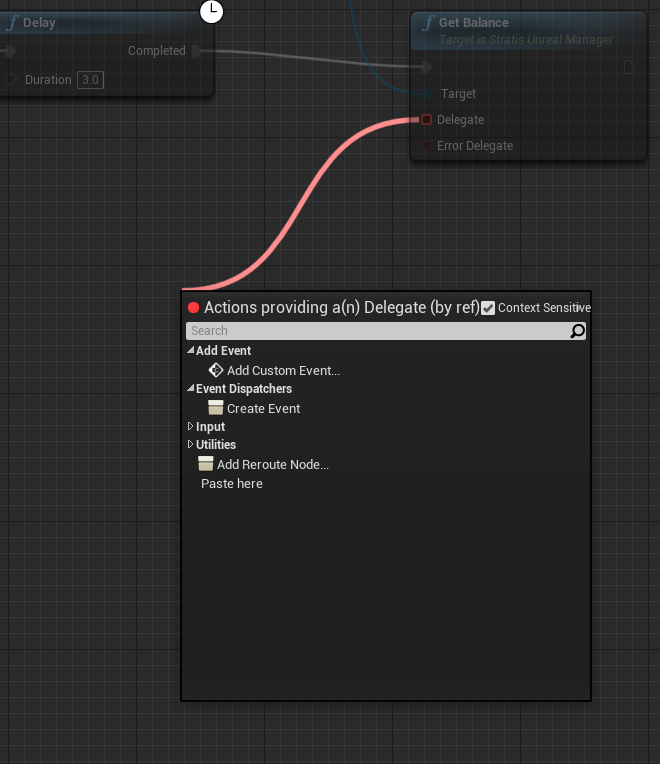 Delay
Get Balance
Target is Stratis Unreal Manager
Completed
Duration 3.0
Target
Delegate
Error Delegate
Actions providing a(n) Delegate (by ref) Context Sensitive
Search
Add Event
Add Custom Event...
Event Dispatchers
Create Event
Input
Utilities
Add Reroute Node...
Paste here